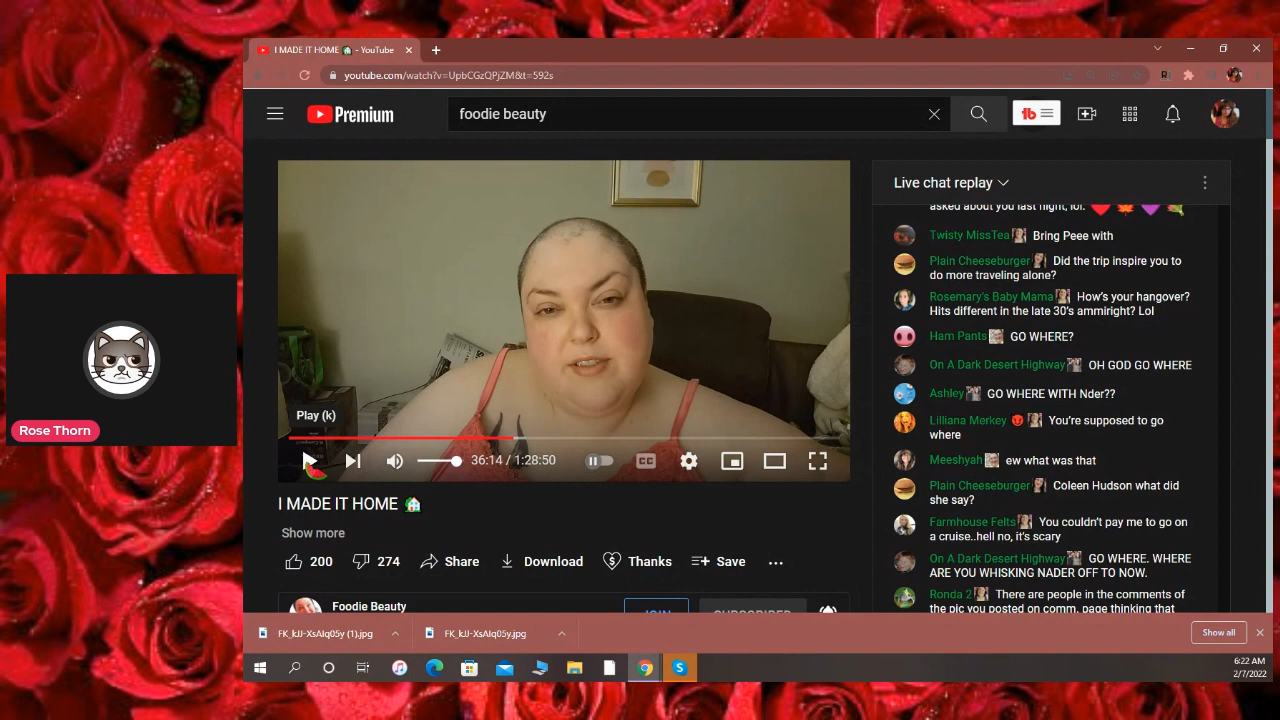 I MADE IT HOME 🏠 - YouTube
youtube.com/watch?v=UpbCGzQPjZM&t=592s
Premium
foodie beauty
tb
Live chat replay
asked about you last night, lol. ❤️ 🍁 💜 🌹
Twisty MissTea Bring Peee with
Plain Cheeseburger Did the trip inspire you to
do more traveling alone?
Rosemary's Baby Mama How's your hangover?
Hits different in the late 30's ammiright? Lol
Ham Pants GO WHERE?
On A Dark Desert Highway OH GOD GO WHERE
Ashley GO WHERE WITH Nder??
Lilliana Merkey 😡 You're supposed to go
where
Meeshyah ew what was that
Plain Cheeseburger Coleen Hudson what did
she say?
Farmhouse Felts You couldn't pay me to go on
a cruise..hell no, it's scary
On A Dark Desert Highway GO WHERE. WHERE
ARE YOU WHISKING NADER OFF TO NOW.
Ronda 2 There are people in the comments of
the pic you posted on comm. page thinking that
Rose Thorn
Play (k)
36:14 / 1:28:50
CC
I MADE IT HOME 🏠
Show more
200
274
Share
Download
Thanks
Save
Foodie Beauty
JOIN
SUBSCRIBED
FK_kJJ-XsAIq05y (1).jpg
FK_kJJ-XsAIq05y.jpg
Show all
6:22 AM
2/7/2022